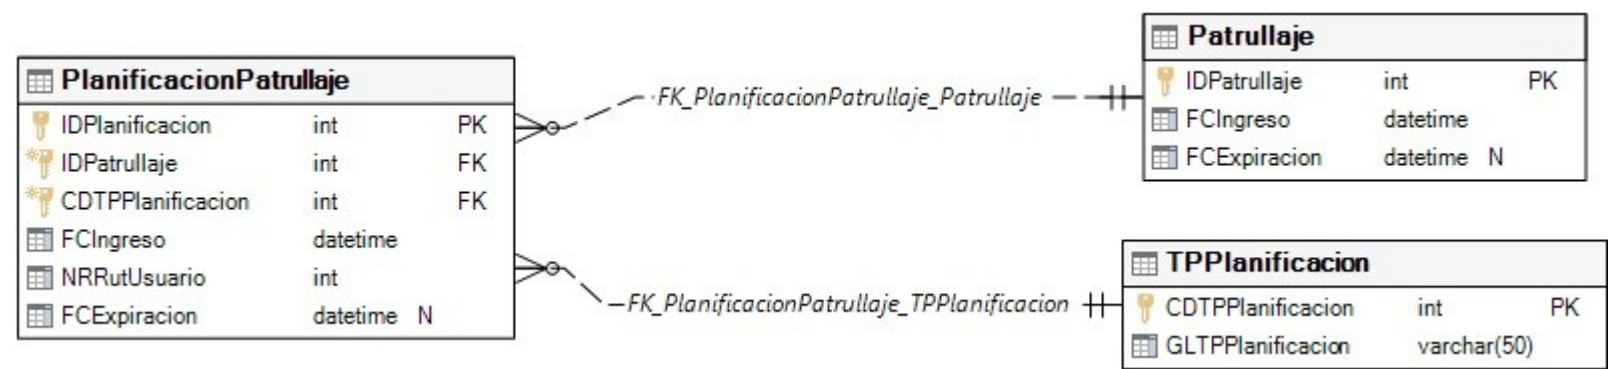 PlanificacionPatrullaje
IDPlanificacion int PK
IDPatrullaje int FK
CDTPPlanificacion int FK
FCIngreso datetime
NRRutUsuario int
FCExpiracion datetime N
FK_PlanificacionPatrullaje_Patrullaje
Patrullaje
IDPatrullaje int PK
FCIngreso datetime
FCExpiracion datetime N
FK_PlanificacionPatrullaje_TPPlanificacion
TPPlanificacion
CDTPPlanificacion int PK
GLTPPlanificacion varchar(50)